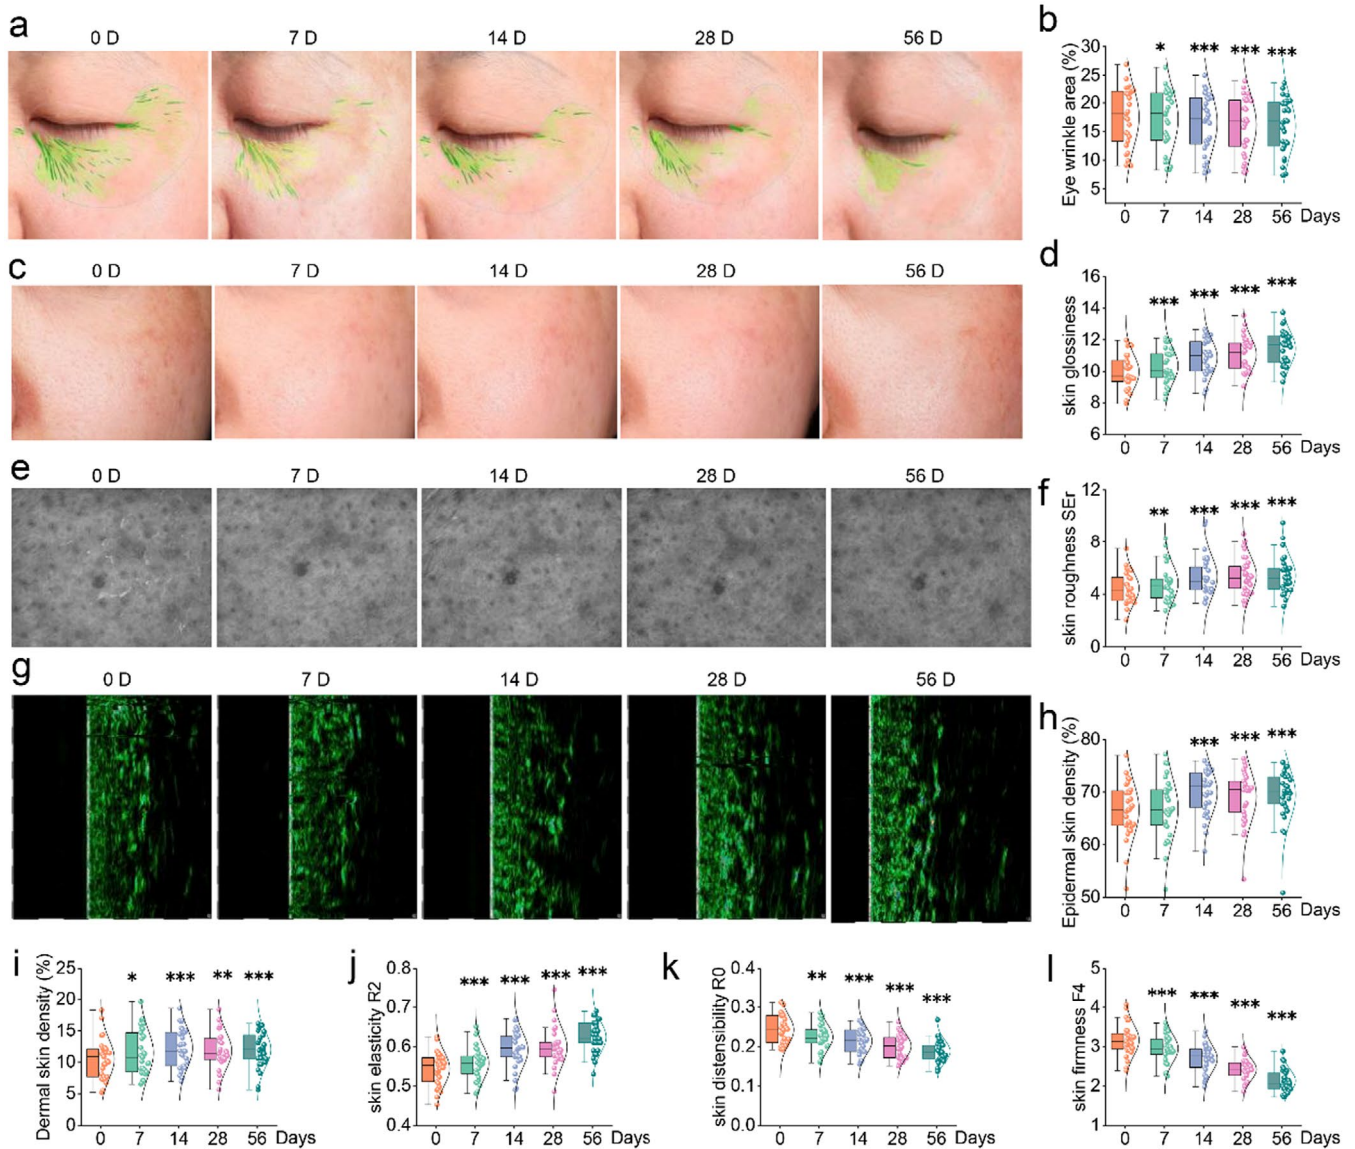 a
0 D 7 D 14 D 28 D 56 D
b
Eye wrinkle area (%)
30
25
20
15
10
5
* *** *** ***
0 7 14 28 56 Days
c
0 D 7 D 14 D 28 D 56 D
d
skin glossiness
16
14
12
10
8
6
*** *** *** ***
0 7 14 28 56 Days
e
0 D 7 D 14 D 28 D 56 D
f
skin roughness SEr
12
8
4
0
** *** *** ***
0 7 14 28 56 Days
g
0 D 7 D 14 D 28 D 56 D
h
Epidermal skin density (%)
80
70
60
50
*** *** ***
0 7 14 28 56 Days
i
Dermal skin density (%)
25
20
15
10
5
0
* *** ** ***
0 7 14 28 56 Days
j
skin elasticity R2
0.8
0.7
0.6
0.5
0.4
*** *** *** ***
0 7 14 28 56 Days
k
skin distensibility R0
0.4
0.3
0.2
0.1
0.0
** *** *** ***
0 7 14 28 56 Days
l
skin firmness F4
5
4
3
2
1
*** *** *** ***
0 7 14 28 56 Days